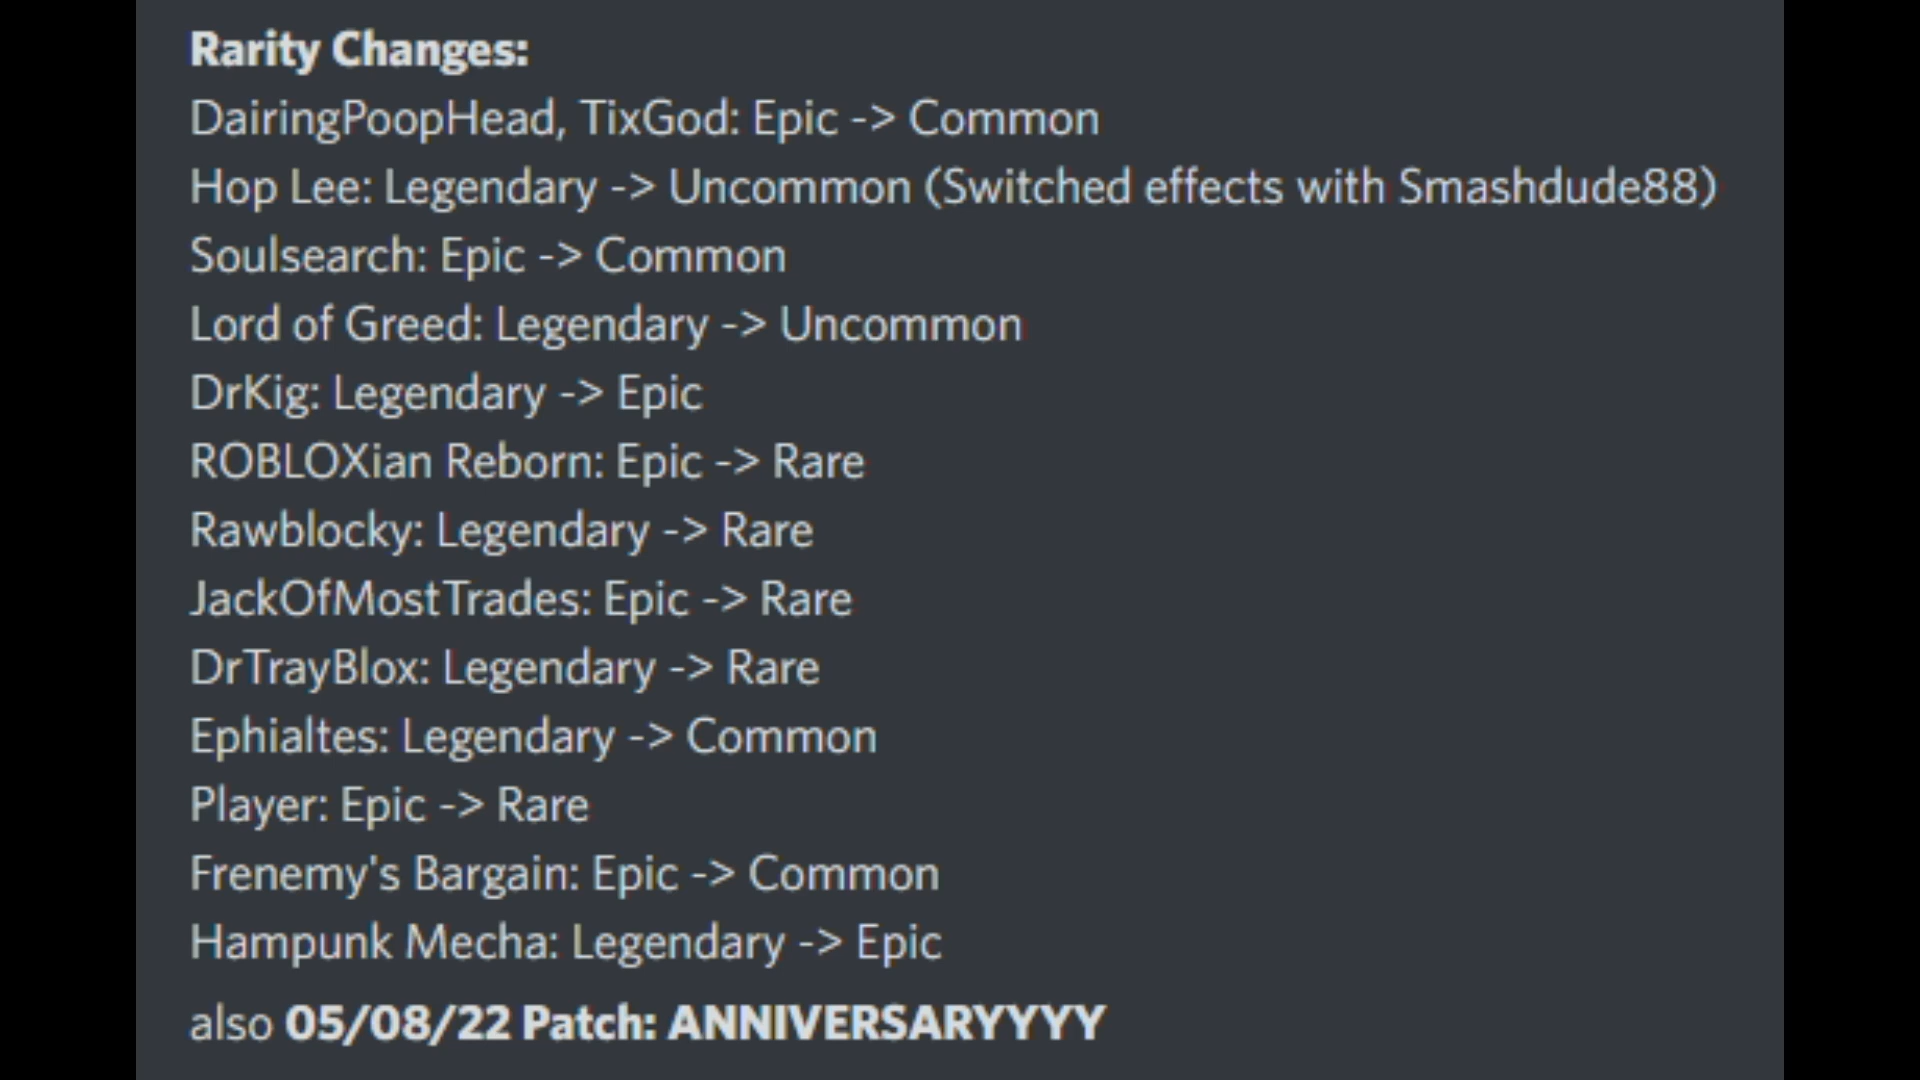 Rarity Changes:
DairingPoopHead, TixGod: Epic -> Common
Hop Lee: Legendary -> Uncommon (Switched effects with Smashdude88)
Soulsearch: Epic -> Common
Lord of Greed: Legendary -> Uncommon
DrKig: Legendary -> Epic
ROBLOXian Reborn: Epic -> Rare
Rawblocky: Legendary -> Rare
JackOfMostTrades: Epic -> Rare
DrTrayBlox: Legendary -> Rare
Ephialtes: Legendary -> Common
Player: Epic -> Rare
Frenemy's Bargain: Epic -> Common
Hampunk Mecha: Legendary -> Epic
also 05/08/22 Patch: ANNIVERSARYYYY